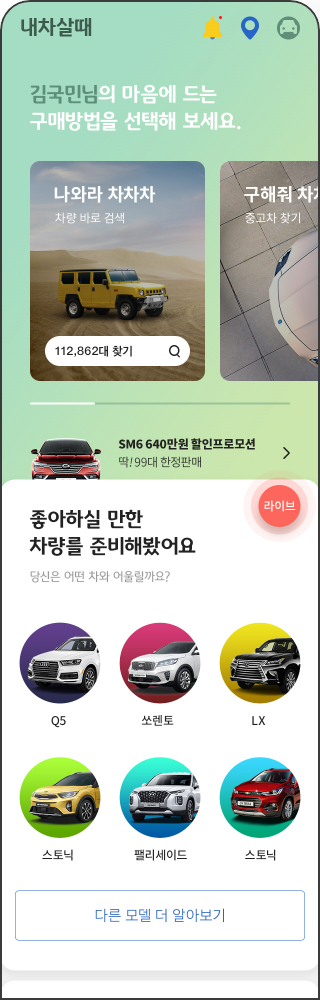 내차살때
김국민님의 마음에 드는
구매방법을 선택해 보세요.
나와라 차차차
차량 바로 검색
112,862대 찾기
구해줘 차
중고차 찾기
SM6 640만원 할인프로모션
딱! 99대 한정판매
라이브
좋아하실 만한
차량를 준비해봤어요
당신은 어떤 차와 어울릴까요?
Q5
쏘렌토
LX
스토닉
팰리세이드
스토닉
다른 모델 더 알아보기